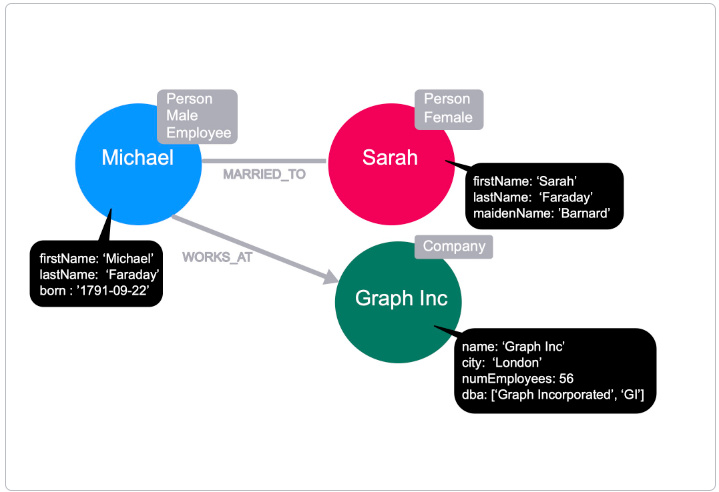 Person
Male
Employee
Michael
Person
Female
Sarah
MARRIED_TO
firstName: ‘Sarah’
lastName:  ‘Faraday’
maidenName: ’Barnard’
firstName: ‘Michael’
lastName:  ‘Faraday’
born : ’1791-09-22’
WORKS_AT
Company
Graph Inc
name: ‘Graph Inc’
city:  ‘London’
numEmployees: 56
dba: [‘Graph Incorporated’, ‘GI’]